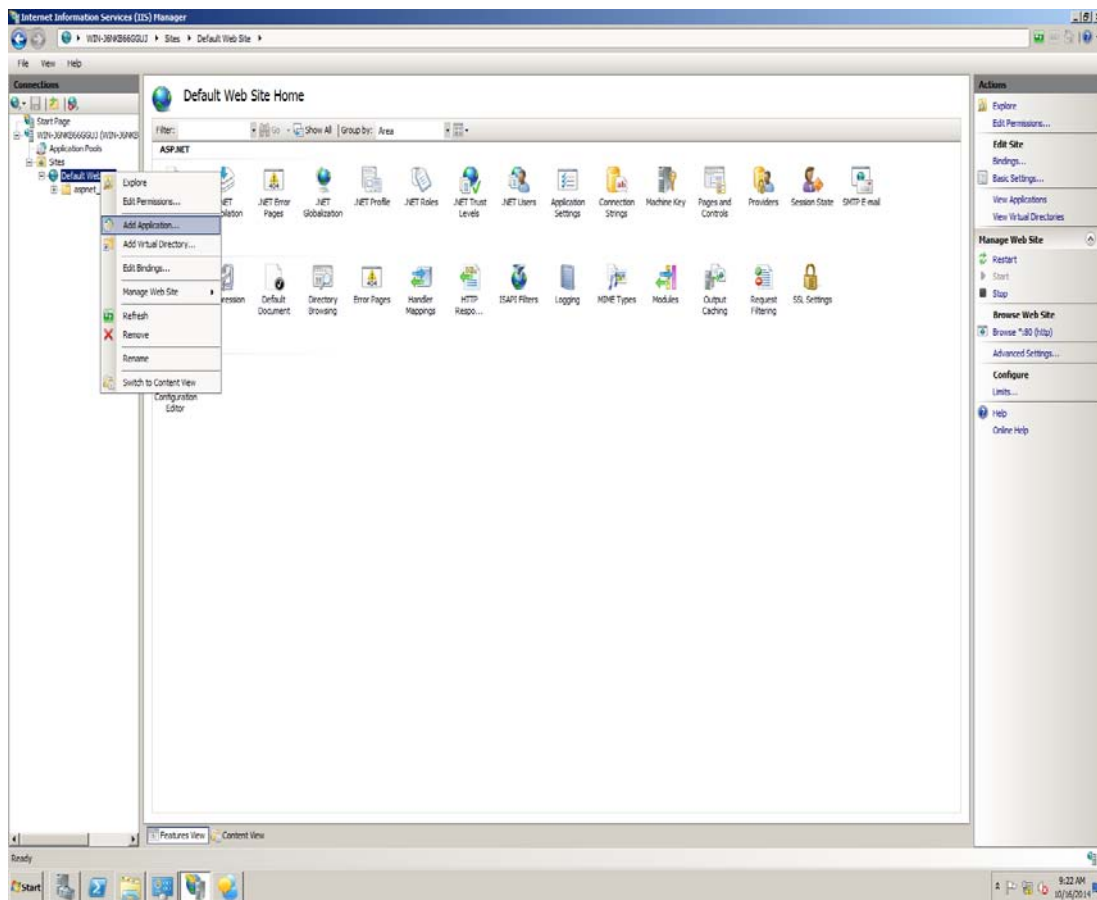 Internet Information Services (IIS) Manager
Sites
Default Web Site
File View Help
Connections
Start Page
Application Pools
Sites
Default Web
aspnet_
Explore
Edit Permissions...
Add Application...
Add Virtual Directory...
Edit Bindings...
Manage Web Site
Refresh
Remove
Rename
Switch to Content View
Default Web Site Home
Filter:
Go
Show All
Group by: Area
ASP.NET
.NET Error Pages
.NET Globalization
.NET Profile
.NET Roles
.NET Trust Levels
.NET Users
Application Settings
Connection Strings
Machine Key
Pages and Controls
Providers
Session State
SMTP E-mail
Default Document
Directory Browsing
Error Pages
Handler Mappings
HTTP Respo...
ISAPI Filters
Logging
MIME Types
Modules
Output Caching
Request Filtering
SSL Settings
Configuration Editor
Features View
Content View
Actions
Explore
Edit Permissions...
Edit Site
Bindings...
Basic Settings...
View Applications
View Virtual Directories
Manage Web Site
Restart
Start
Stop
Browse Web Site
Browse *:80 (http)
Advanced Settings...
Configure
Limits...
Help
Online Help
Ready
Start
9:22 AM
10/16/2014